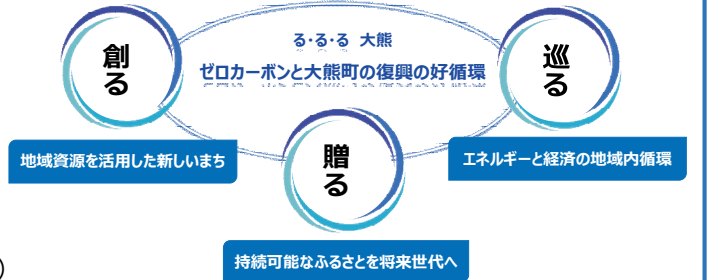 る・る・る 大熊
ゼロカーボンと大熊町の復興の好循環
創る
地域資源を活用した新しいまち
巡る
エネルギーと経済の地域内循環
贈る
持続可能なふるさとを将来世代へ
)